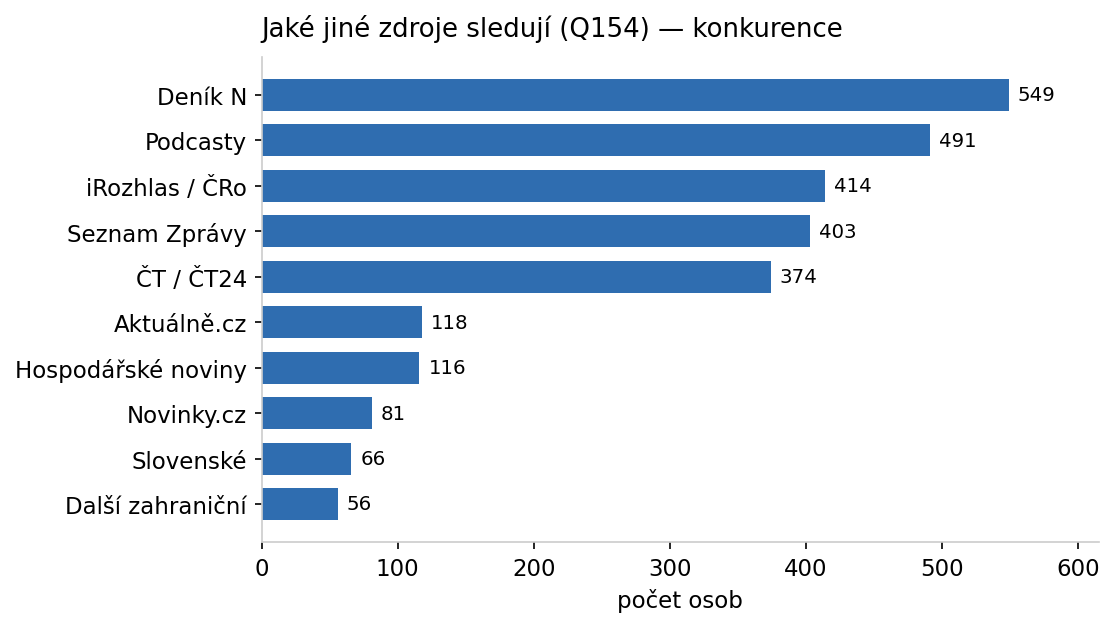 Jaké jiné zdroje sledují (Q154) — konkurence
Deník N 549
Podcasty 491
iRozhlas / ČRo 414
Seznam Zprávy 403
ČT / ČT24 374
Aktuálně.cz 118
Hospodářské noviny 116
Novinky.cz 81
Slovenské 66
Další zahraniční 56
0 100 200 300 400 500 600
počet osob